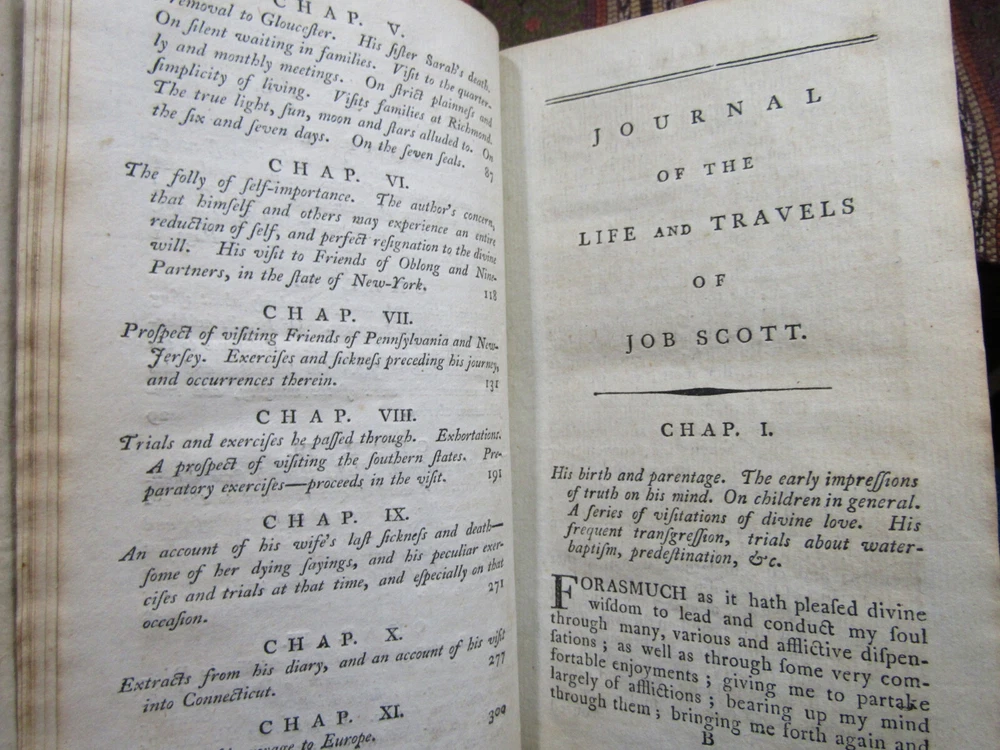 CHAP. V.
removal to Glouceſter. His ſiſter Sarah's death.
On ſilent waiting in families. Viſit to the quarter-
ly and monthly meetings. On ſtrict plainneſs and
ſimplicity of living. Viſits families at Richmond.
The true light, ſun, moon and ſtars alluded to. On
the ſix and ſeven days. On the ſeven ſeals. 87
CHAP. VI.
The folly of ſelf-importance. The author's concern,
that himſelf and others may experience an entire
reduction of ſelf, and perfect reſignation to the divine
will. His viſit to Friends of Oblong and Nine-
Partners, in the ſtate of New-York. 118
CHAP. VII.
Proſpect of viſiting Friends of Pennſylvania and New-
Jerſey. Exerciſes and ſickneſs preceding his journey,
and occurrences therein. 131
CHAP. VIII.
Trials and exerciſes he paſſed through. Exhortations.
A proſpect of viſiting the ſouthern ſtates. Pre-
paratory exerciſes—proceeds in the viſit. 191
CHAP. IX.
An account of his wife's laſt ſickneſs and death—
ſome of her dying ſayings, and his peculiar exer-
ciſes and trials at that time, and eſpecially on that
occaſion. 271
CHAP. X.
Extracts from his diary, and an account of his viſit
into Connecticut. 277
CHAP. XI.
to Europe. 300
JOURNAL
OF THE
LIFE AND TRAVELS
OF
JOB SCOTT.
CHAP. I.
His birth and parentage. The early impreſſions
of truth on his mind. On children in general.
A ſeries of viſitations of divine love. His
frequent tranſgreſſion, trials about water-
baptiſm, predeſtination, &c.
FORASMUCH as it hath pleaſed divine
wiſdom to lead and conduct my ſoul
through many, various and afflictive diſpen-
ſations; as well as through ſome very com-
fortable enjoyments; giving me to partake
largely of afflictions; bearing up my mind
through them; bringing me forth again and
B